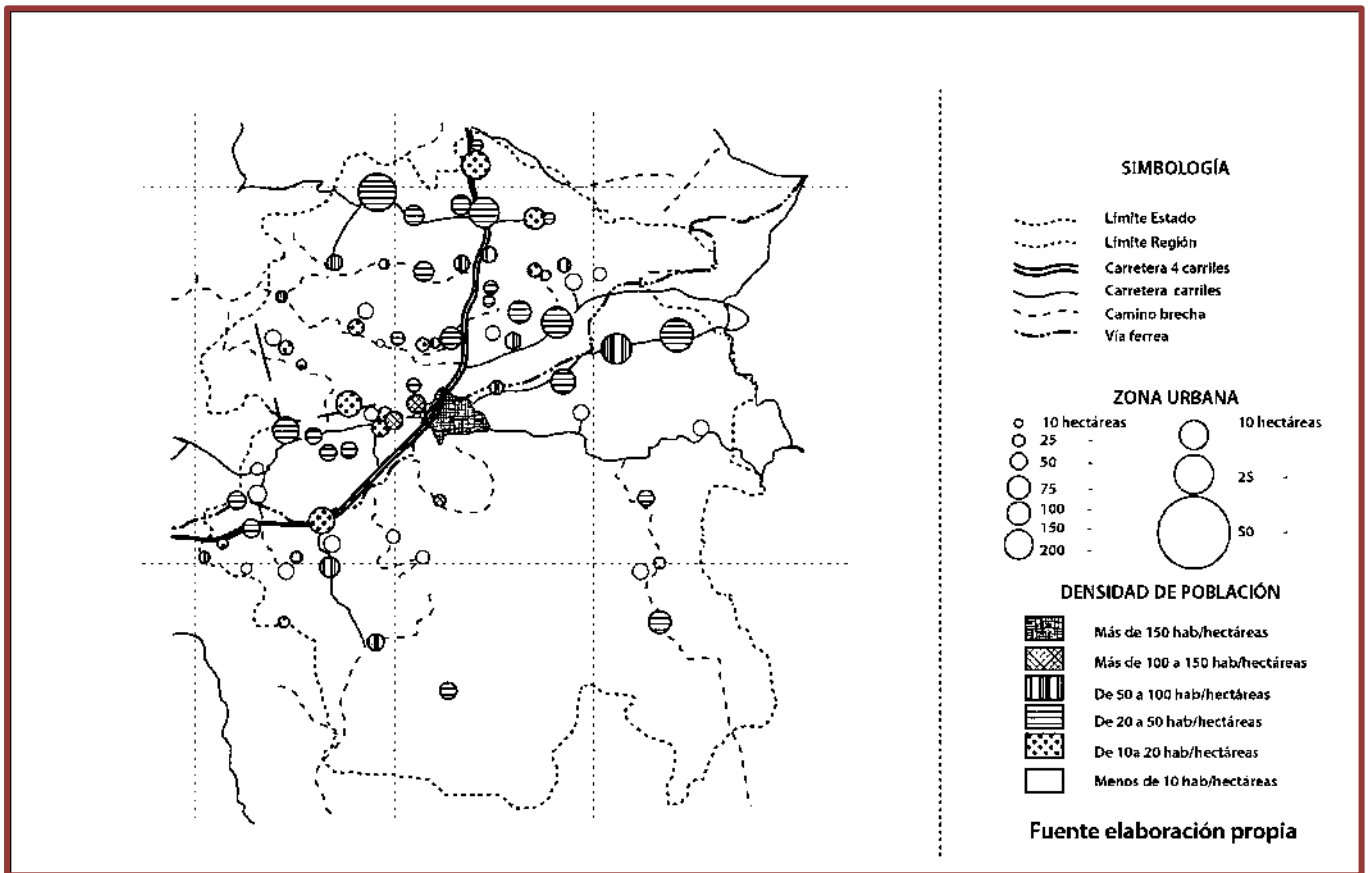 SIMBOLOGÍA
Límite Estado
Límite Región
Carretera 4 carriles
Carretera carriles
Camino brecha
Vía ferrea
ZONA URBANA
10 hectáreas
25 -
50 -
75 -
100 -
150 -
200 -
10 hectáreas
25 -
50 -
DENSIDAD DE POBLACIÓN
Más de 150 hab/hectáreas
Más de 100 a 150 hab/hectáreas
De 50 a 100 hab/hectáreas
De 20 a 50 hab/hectáreas
De 10a 20 hab/hectáreas
Menos de 10 hab/hectáreas
Fuente elaboración propia